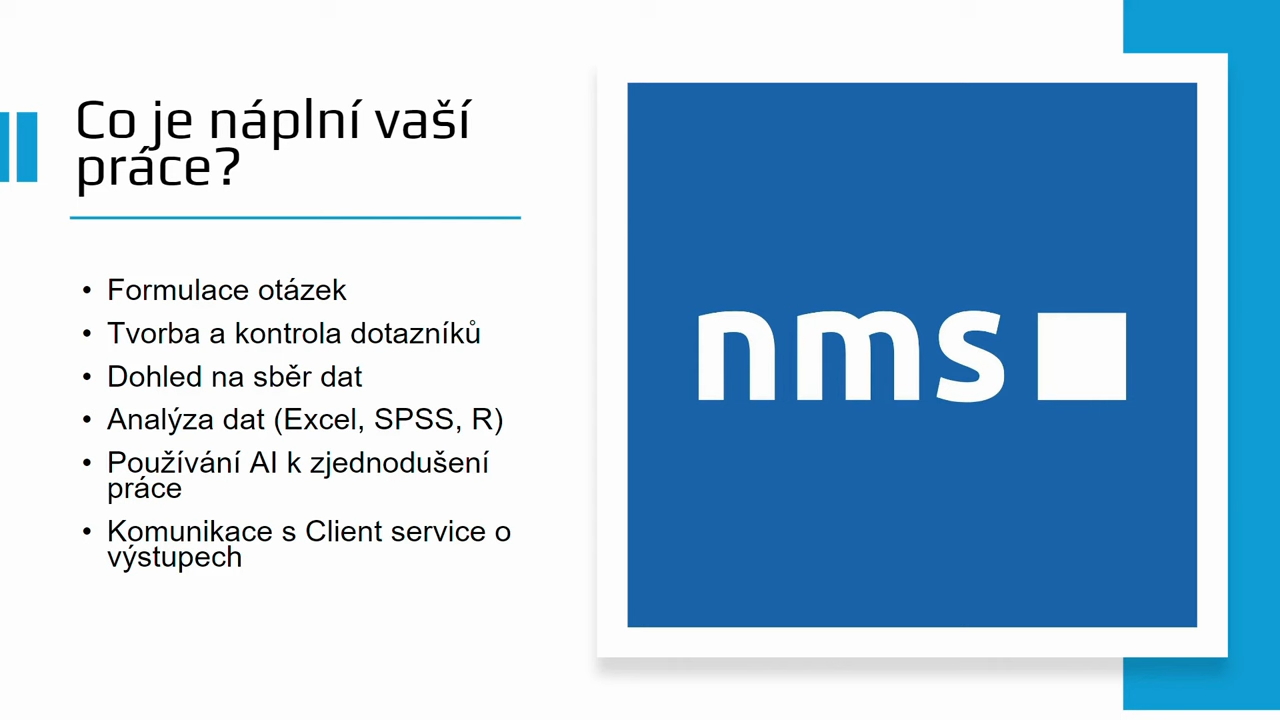 Co je náplní vaší
práce?
• Formulace otázek
• Tvorba a kontrola dotazníků
• Dohled na sběr dat
• Analýza dat (Excel, SPSS, R)
• Používání AI k zjednodušení
práce
• Komunikace s Client service o
výstupech
nms